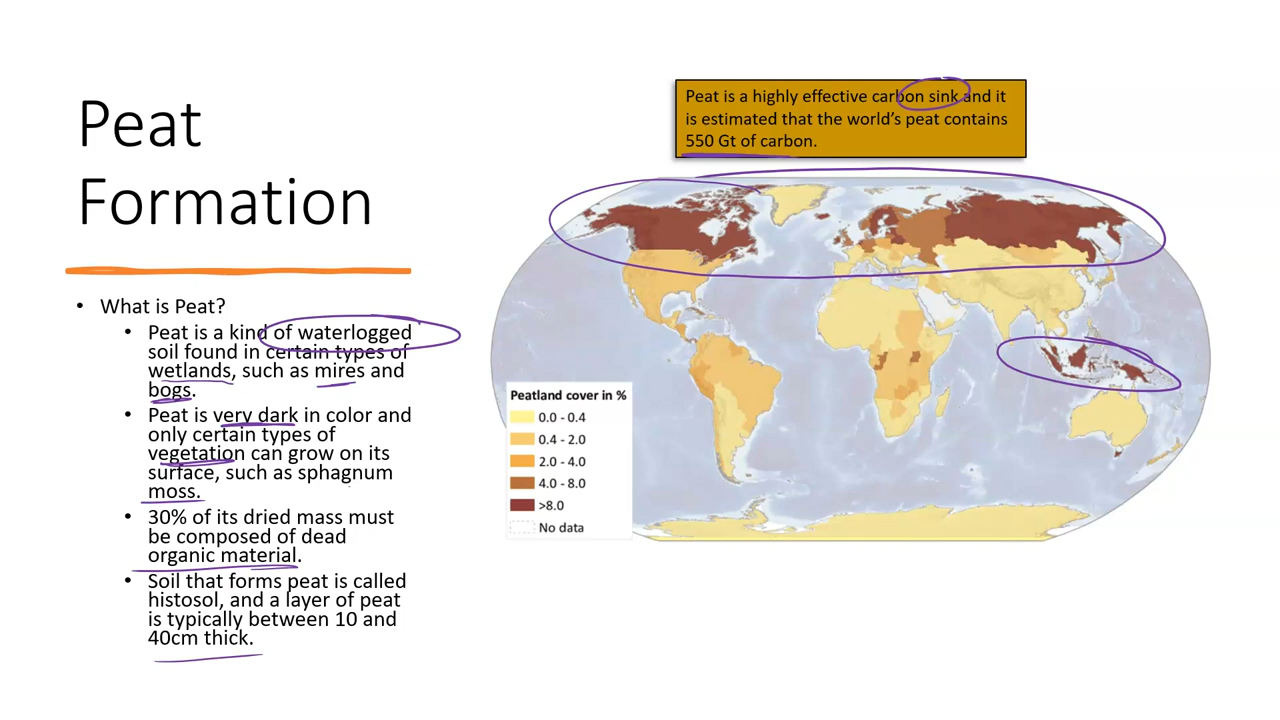 Peat
Formation
• What is Peat?
• Peat is a kind of waterlogged
soil found in certain types of
wetlands, such as mires and
bogs.
• Peat is very dark in color and
only certain types of
vegetation can grow on its
surface, such as sphagnum
moss.
• 30% of its dried mass must
be composed of dead
organic material.
• Soil that forms peat is called
histosol, and a layer of peat
is typically between 10 and
40cm thick.
Peat is a highly effective carbon sink and it
is estimated that the world's peat contains
550 Gt of carbon.
Peatland cover in %
0.0 - 0.4
0.4 - 2.0
2.0 - 4.0
4.0 - 8.0
>8.0
No data